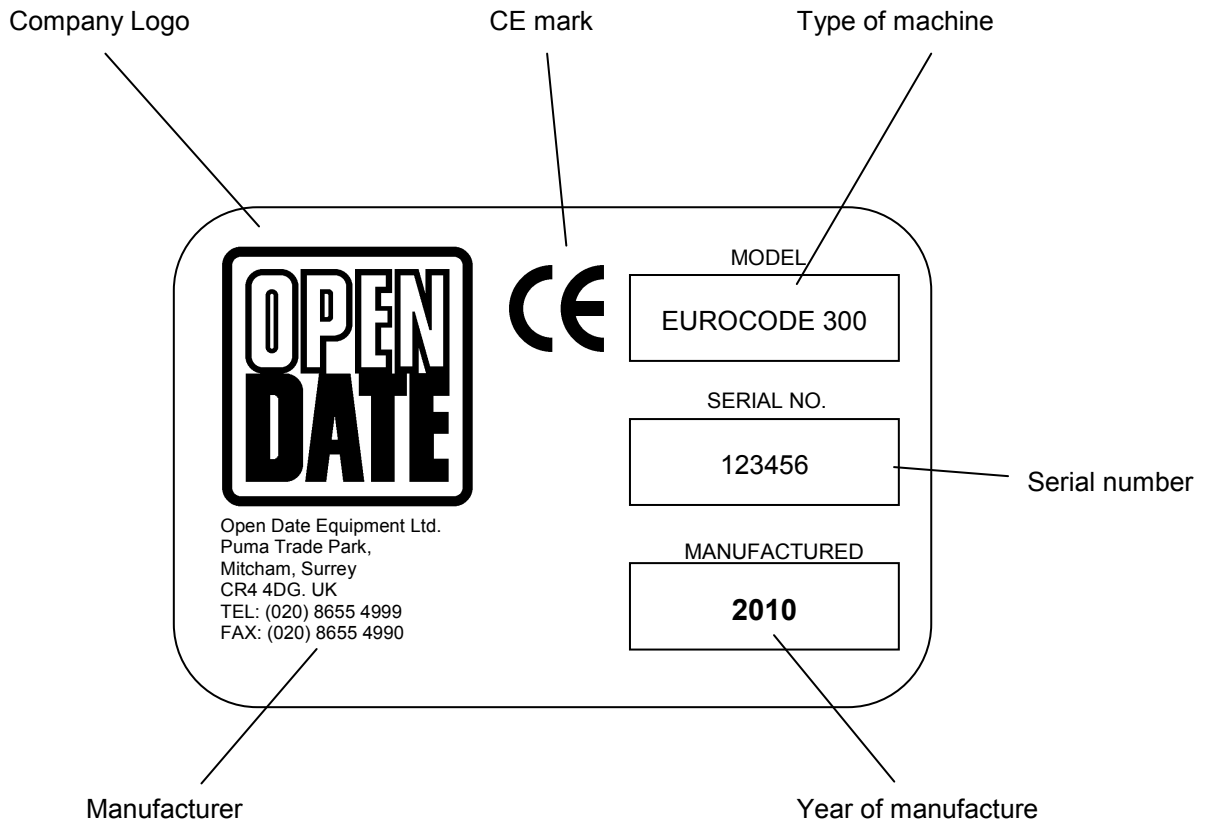 Company Logo
CE mark
Type of machine
OPEN
DATE
CE
MODEL
EUROCODE 300
SERIAL NO.
123456
Serial number
MANUFACTURED
2010
Open Date Equipment Ltd.
Puma Trade Park,
Mitcham, Surrey
CR4 4DG. UK
TEL: (020) 8655 4999
FAX: (020) 8655 4990
Manufacturer
Year of manufacture